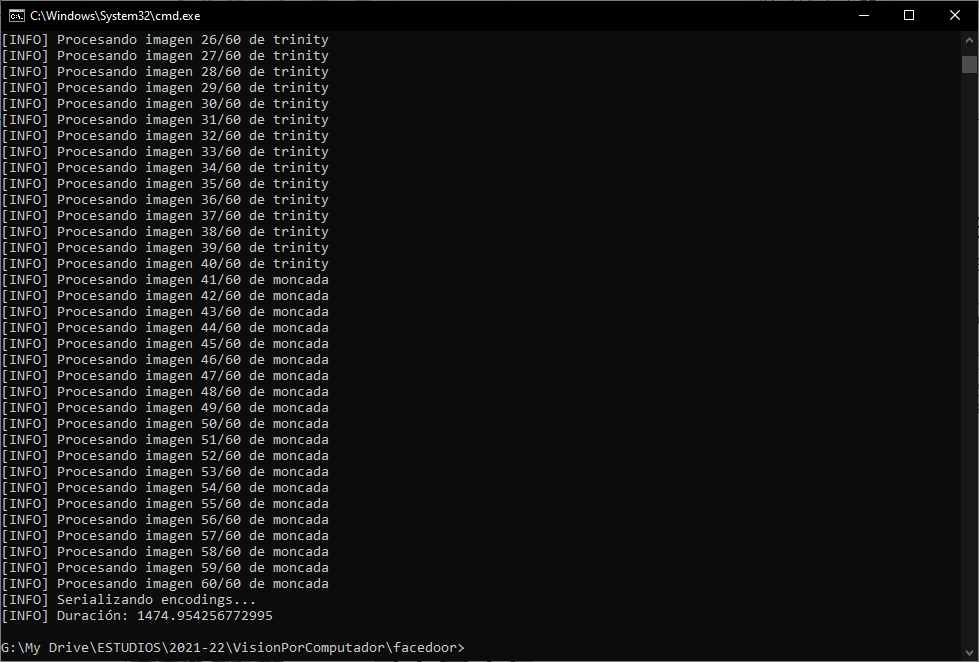 C:\Windows\System32\cmd.exe
[INFO] Procesando imagen 26/60 de trinity
[INFO] Procesando imagen 27/60 de trinity
[INFO] Procesando imagen 28/60 de trinity
[INFO] Procesando imagen 29/60 de trinity
[INFO] Procesando imagen 30/60 de trinity
[INFO] Procesando imagen 31/60 de trinity
[INFO] Procesando imagen 32/60 de trinity
[INFO] Procesando imagen 33/60 de trinity
[INFO] Procesando imagen 34/60 de trinity
[INFO] Procesando imagen 35/60 de trinity
[INFO] Procesando imagen 36/60 de trinity
[INFO] Procesando imagen 37/60 de trinity
[INFO] Procesando imagen 38/60 de trinity
[INFO] Procesando imagen 39/60 de trinity
[INFO] Procesando imagen 40/60 de trinity
[INFO] Procesando imagen 41/60 de moncada
[INFO] Procesando imagen 42/60 de moncada
[INFO] Procesando imagen 43/60 de moncada
[INFO] Procesando imagen 44/60 de moncada
[INFO] Procesando imagen 45/60 de moncada
[INFO] Procesando imagen 46/60 de moncada
[INFO] Procesando imagen 47/60 de moncada
[INFO] Procesando imagen 48/60 de moncada
[INFO] Procesando imagen 49/60 de moncada
[INFO] Procesando imagen 50/60 de moncada
[INFO] Procesando imagen 51/60 de moncada
[INFO] Procesando imagen 52/60 de moncada
[INFO] Procesando imagen 53/60 de moncada
[INFO] Procesando imagen 54/60 de moncada
[INFO] Procesando imagen 55/60 de moncada
[INFO] Procesando imagen 56/60 de moncada
[INFO] Procesando imagen 57/60 de moncada
[INFO] Procesando imagen 58/60 de moncada
[INFO] Procesando imagen 59/60 de moncada
[INFO] Procesando imagen 60/60 de moncada
[INFO] Serializando encodings...
[INFO] Duración: 1474.954256772995
G:\My Drive\ESTUDIOS\2021-22\VisionPorComputador\facedoor>